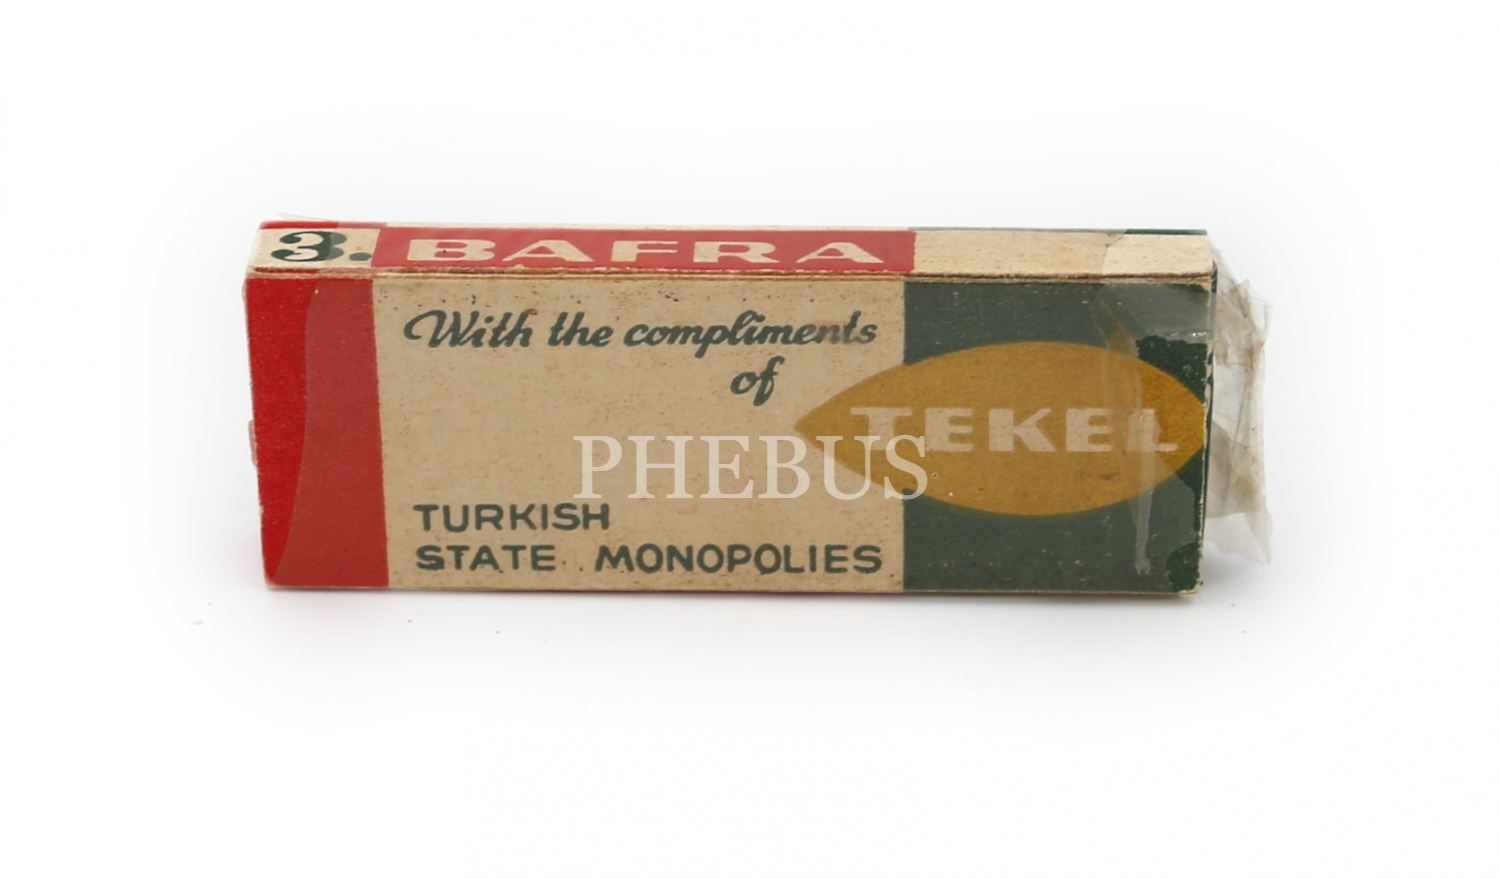 3. BAFRA
With the compliments
of
TEKEL
PHEBUS
TURKISH
STATE MONOPOLIES